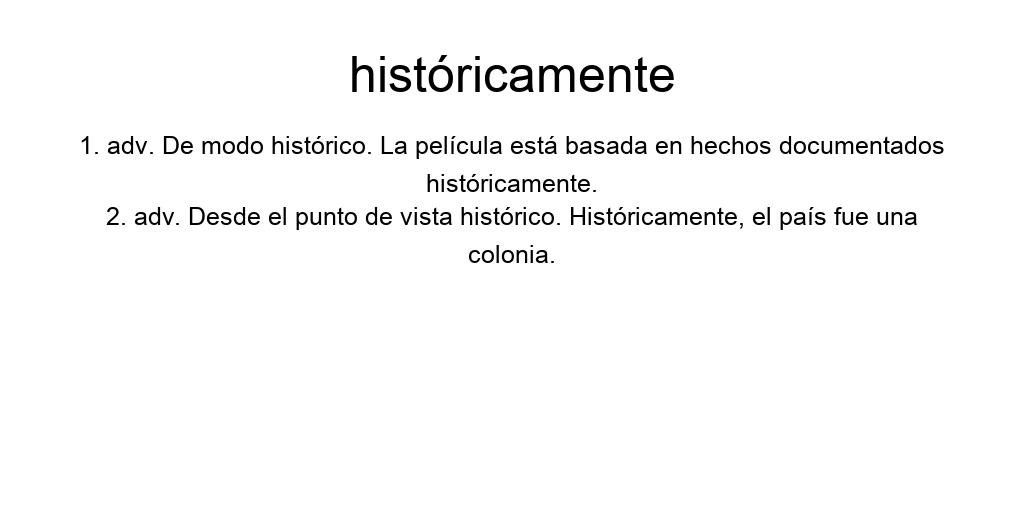 históricamente
1. adv. De modo histórico. La película está basada en hechos documentados
históricamente.
2. adv. Desde el punto de vista histórico. Históricamente, el país fue una
colonia.